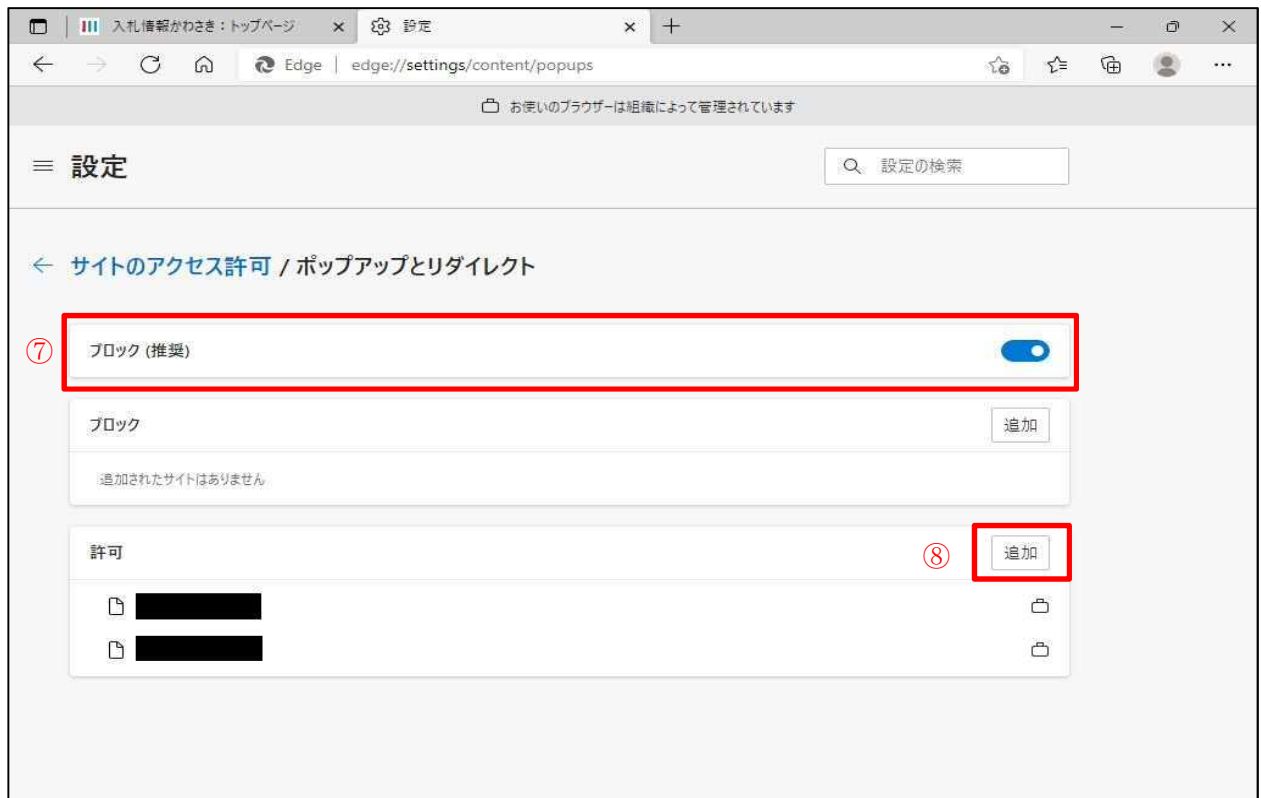 入札情報かわさき：トップページ
設定
Edge
edge://settings/content/popups
お使いのブラウザーは組織によって管理されています
設定
設定の検索
サイトのアクセス許可 / ポップアップとリダイレクト
⑦
ブロック (推奨)
ブロック
追加
追加されたサイトはありません
許可
⑧
追加